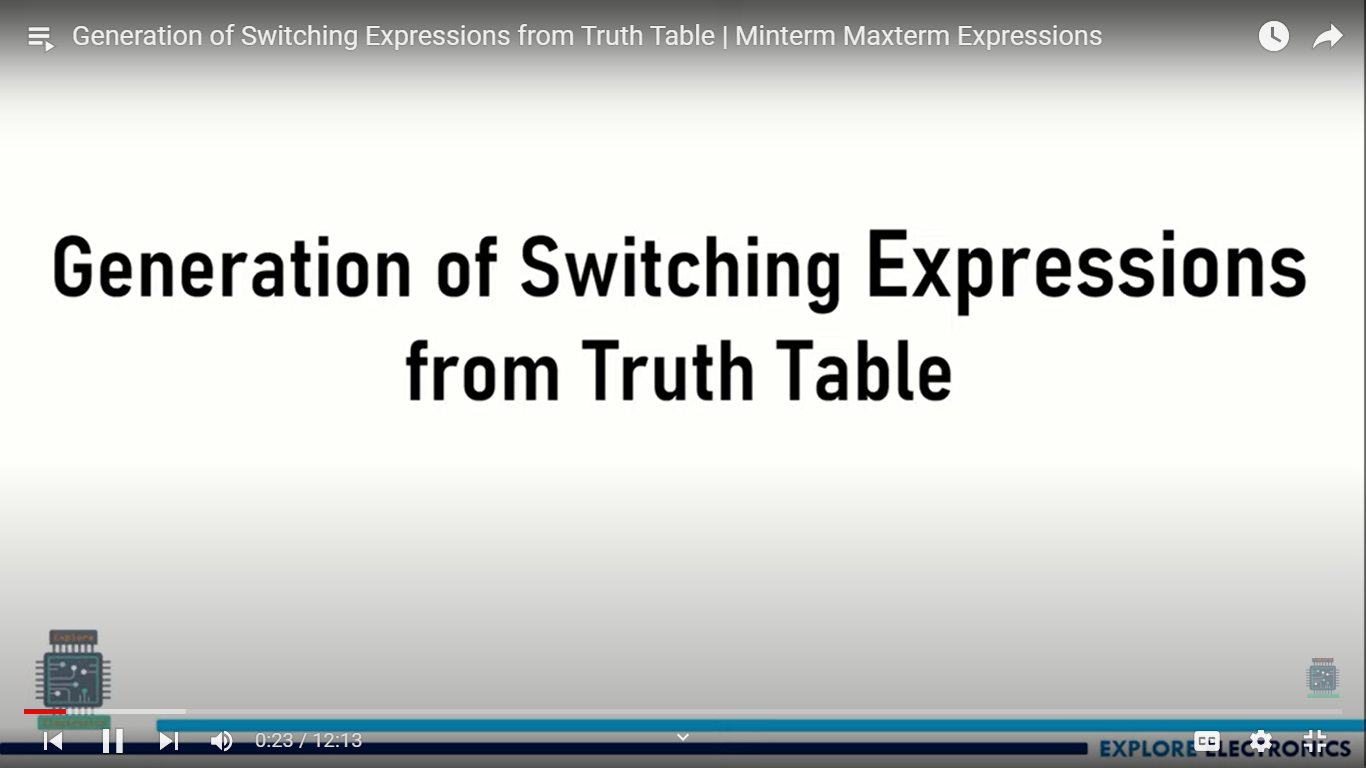 Generation of Switching Expressions from Truth Table | Minterm Maxterm Expressions
Generation of Switching Expressions
from Truth Table
Explore
Electronics
0:23 / 12:13
CC
EXPLORE ELECTRONICS